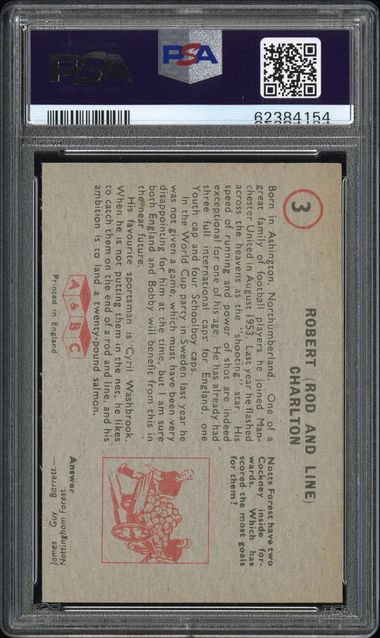 PSA
PSA
62384154
3
ROBERT (ROD AND LINE)
CHARLTON
Born in Ashington, Northumberland. One of a
great family of football players he joined Man-
chester United in August 1953. Last year he flashed
across the heavens as the "shooting" star. His
speed of running and power of shot are indeed
exceptional for one of his age. He has already had
three full international caps for England, one
Youth cap and four Schoolboy caps.
In the World Cup party in Sweden last year he
was not given a game, which must have been very
disappointing for him at the time, but I am sure
both England and Bobby will benefit from this in
the near future.
His favourite sportsman is Cyril Washbrook.
When he is not putting them in the net, he likes
to catch them on the end of a rod and line, and his
ambition is to land a twenty-pound salmon.
A & B C
Printed in England
Notts Forest have two
Cockney inside for-
wards. Which has
scored the most goals
for them?
Answer
Nottingham Forest.
James Guy Barrett—